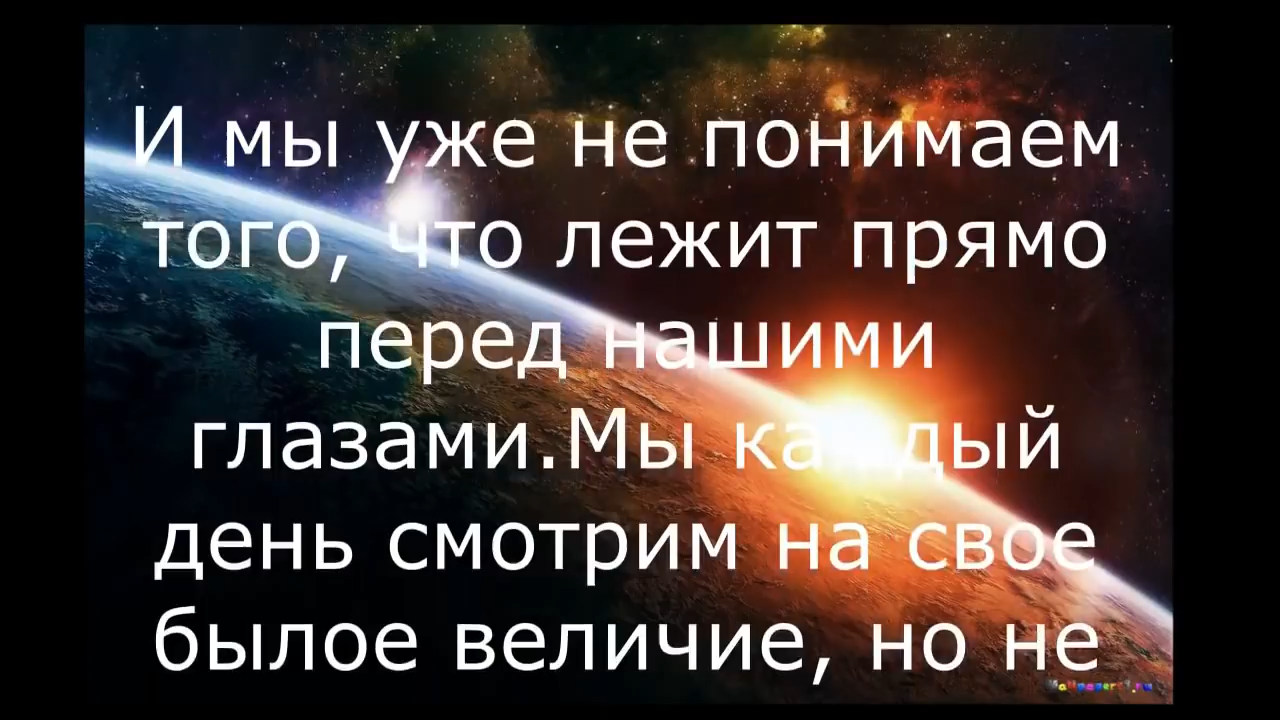 И мы уже не понимаем
того, что лежит прямо
перед нашими
глазами.Мы каждый
день смотрим на свое
былое величие, но не